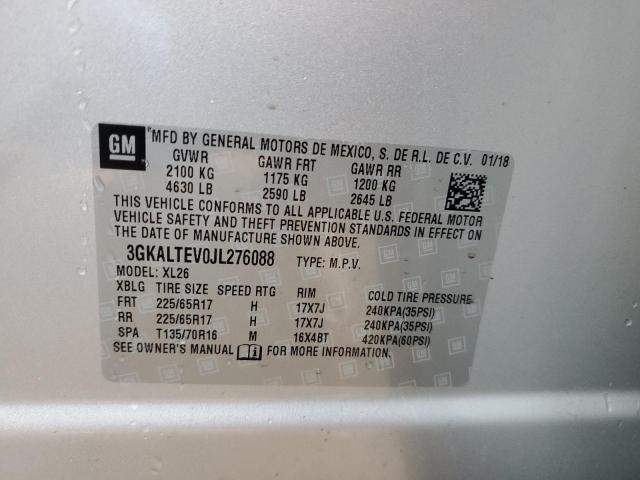 GM *MFD BY GENERAL MOTORS DE MEXICO, S. DE R.L. DE C.V. 01/18
GVWR GAWR FRT GAWR RR
2100 KG 1175 KG 1200 KG
4630 LB 2590 LB 2645 LB
THIS VEHICLE CONFORMS TO ALL APPLICABLE U.S. FEDERAL MOTOR
VEHICLE SAFETY AND THEFT PREVENTION STANDARDS IN EFFECT ON
THE DATE OF MANUFACTURE SHOWN ABOVE.
3GKALTEV0JL276088 TYPE: M.P.V.
MODEL: XL26
XBLG TIRE SIZE SPEED RTG RIM COLD TIRE PRESSURE
FRT 225/65R17 H 17X7J 240KPA(35PSI)
RR 225/65R17 H 17X7J 240KPA(35PSI)
SPA T135/70R16 M 16X4BT 420KPA(60PSI)
SEE OWNER'S MANUAL FOR MORE INFORMATION.